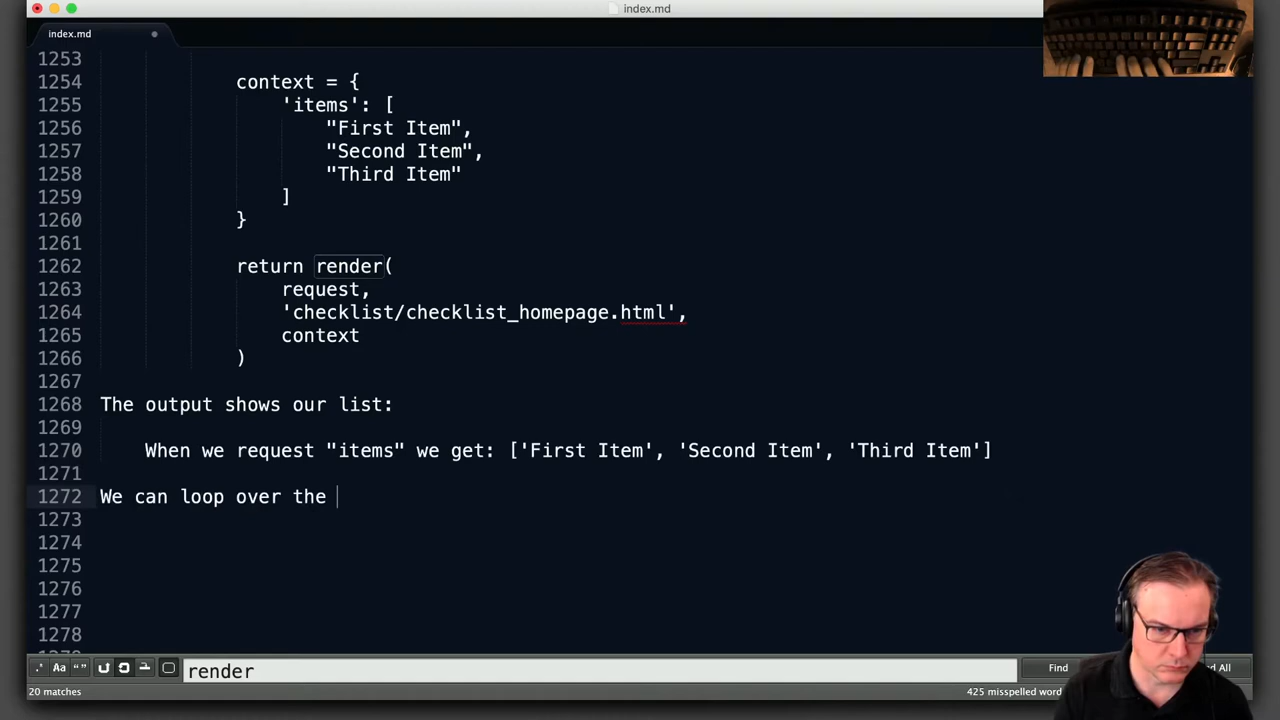 index.md
index.md
1253
1254 context = {
1255 'items': [
1256 "First Item",
1257 "Second Item",
1258 "Third Item"
1259 ]
1260 }
1261
1262 return render(
1263 request,
1264 'checklist/checklist_homepage.html',
1265 context
1266 )
1267
1268 The output shows our list:
1269
1270 When we request "items" we get: ['First Item', 'Second Item', 'Third Item']
1271
1272 We can loop over the
1273
1274
1275
1276
1277
1278
.* Aa “” render Find All
20 matches 425 misspelled